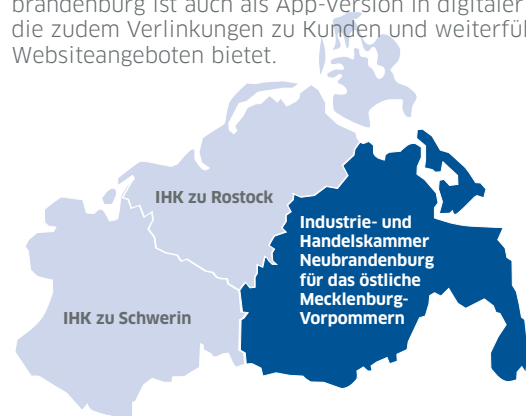 brandenburg ist auch als App-Version in digitaler
die zudem Verlinkungen zu Kunden und weiterfül
Websiteangeboten bietet.
IHK zu Rostock
Industrie- und
Handelskammer
Neubrandenburg
für das östliche
Mecklenburg-
Vorpommern
IHK zu Schwerin